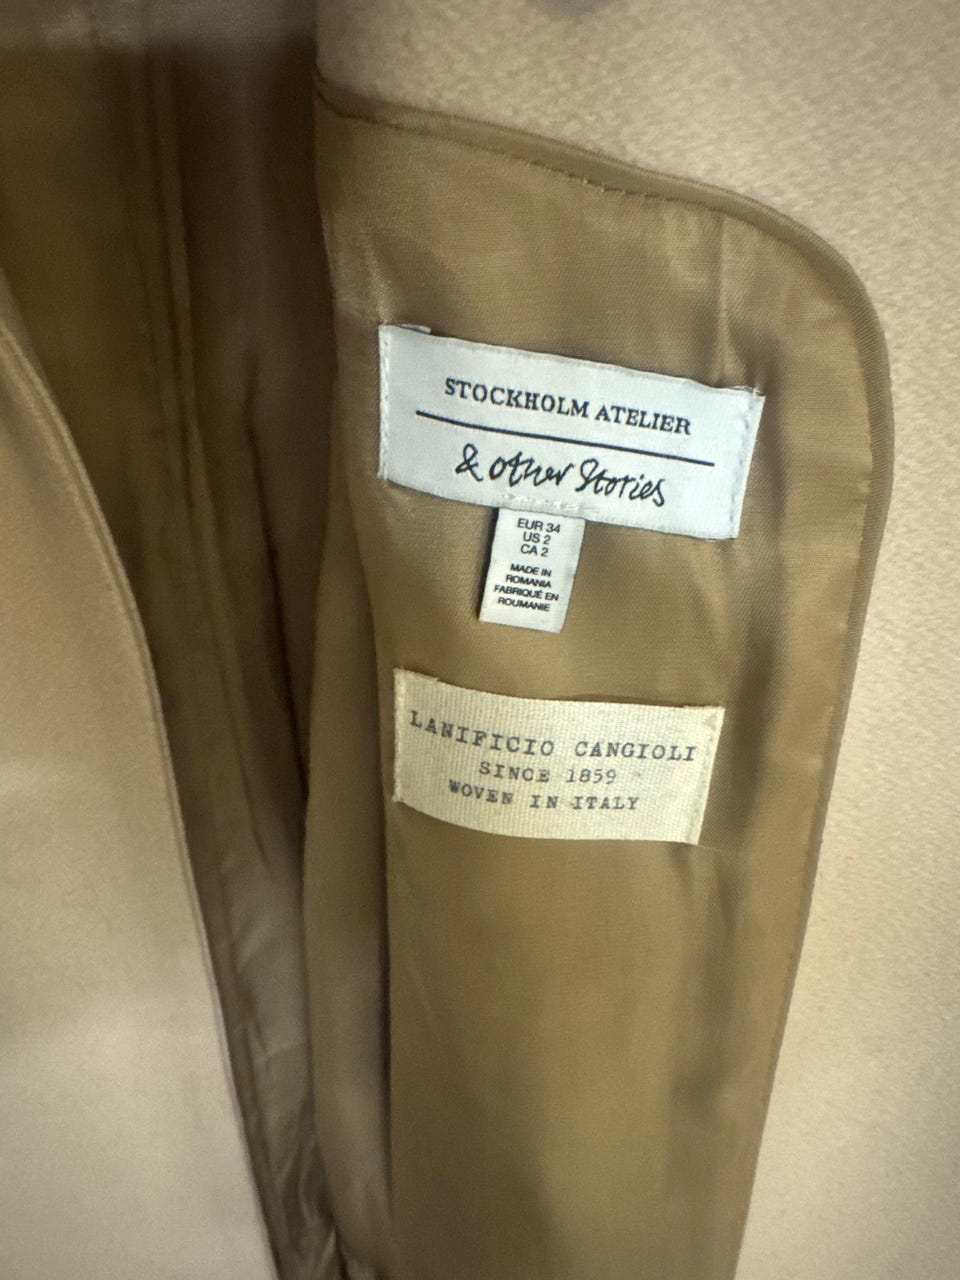 STOCKHOLM ATELIER
& other Stories
EUR 34
US 2
CA 2
MADE IN
ROMANIA
FABRIQUÉ EN
ROUMANIE
LANIFICIO CANGIOLI
SINCE 1859
WOVEN IN ITALY